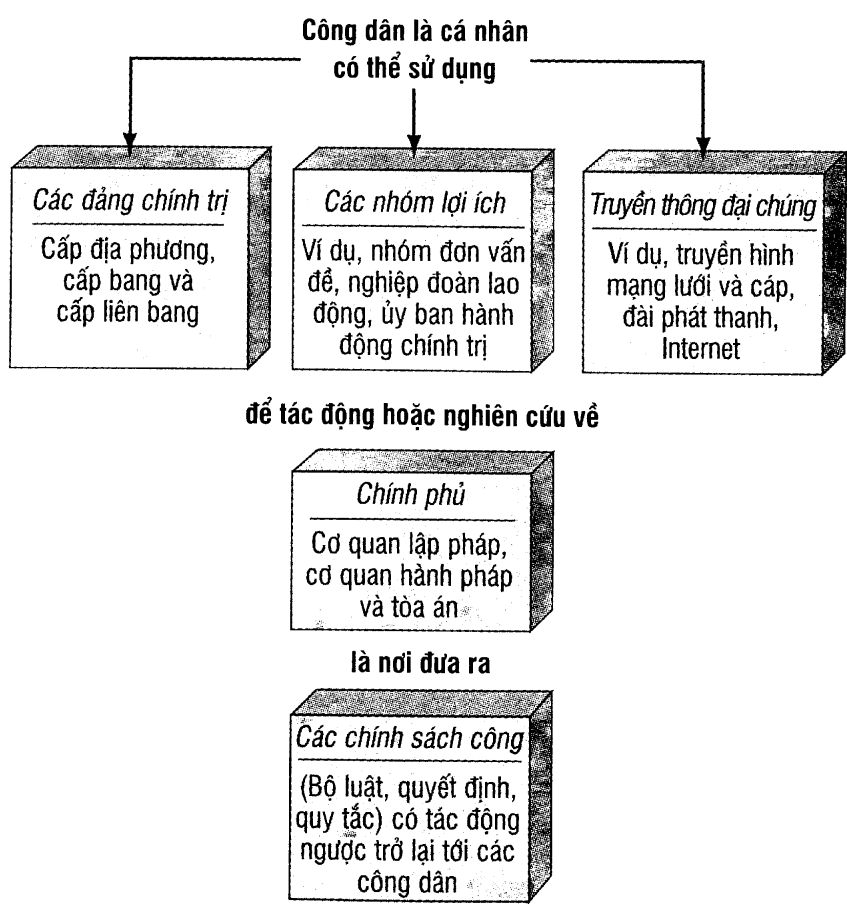 Công dân là cá nhân
có thể sử dụng
Các đảng chính trị
Cấp địa phương,
cấp bang và
cấp liên bang
Các nhóm lợi ích
Ví dụ, nhóm đơn vấn
đề, nghiệp đoàn lao
động, ủy ban hành
động chính trị
Truyền thông đại chúng
Ví dụ, truyền hình
mạng lưới và cáp,
đài phát thanh,
Internet
để tác động hoặc nghiên cứu về
Chính phủ
Cơ quan lập pháp,
cơ quan hành pháp
và tòa án
là nơi đưa ra
Các chính sách công
(Bộ luật, quyết định,
quy tắc) có tác động
ngược trở lại tới các
công dân